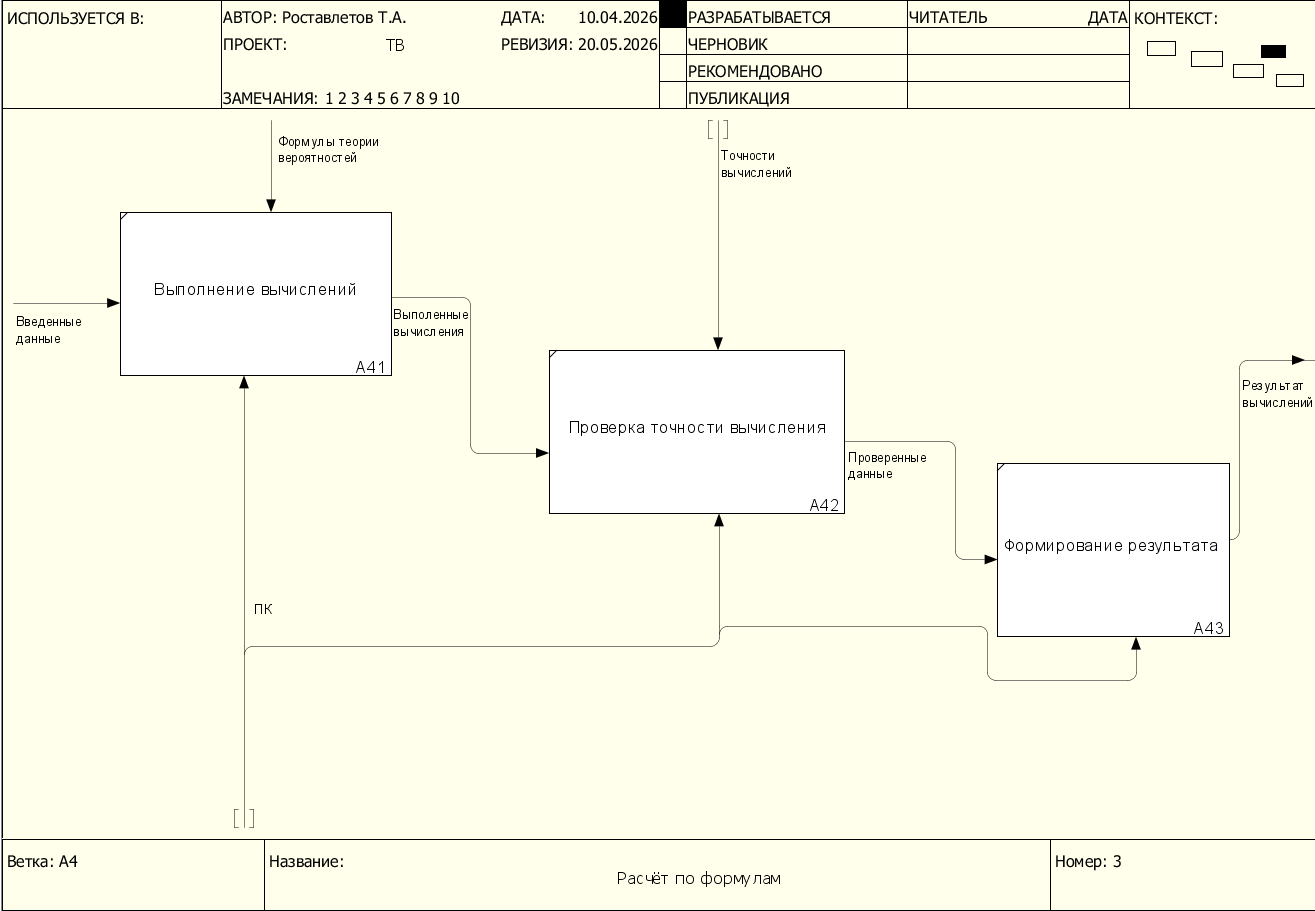 ИСПОЛЬЗУЕТСЯ В:
АВТОР: Роставлетов Т.А.
ДАТА: 10.04.2026
РАЗРАБАТЫВАЕТСЯ
ЧИТАТЕЛЬ
ДАТА
КОНТЕКСТ:
ПРОЕКТ: ТВ
РЕВИЗИЯ: 20.05.2026
ЧЕРНОВИК
РЕКОМЕНДОВАНО
ЗАМЕЧАНИЯ: 1 2 3 4 5 6 7 8 9 10
ПУБЛИКАЦИЯ
Формулы теории
вероятностей
Точности
вычислений
Введенные
данные
Выполнение вычислений
A41
Выполенные
вычисления
Проверка точности вычисления
A42
Проверенные
данные
Результат
вычислений
Формирование результата
A43
ПК
Ветка: A4
Название:
Расчёт по формулам
Номер: 3